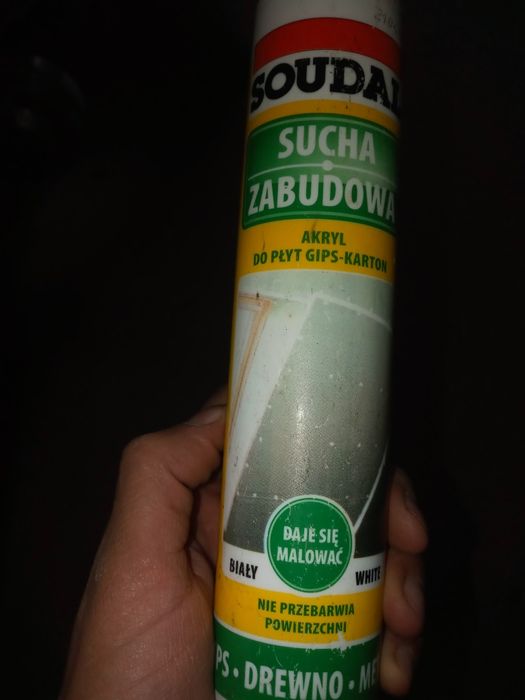 SOUDAL
SUCHA
ZABUDOWA
AKRYL
DO PŁYT GIPS-KARTON
DAJE SIĘ
MALOWAĆ
BIAŁY WHITE
NIE PRZEBARWIA
POWIERZCHNI
DREWNO